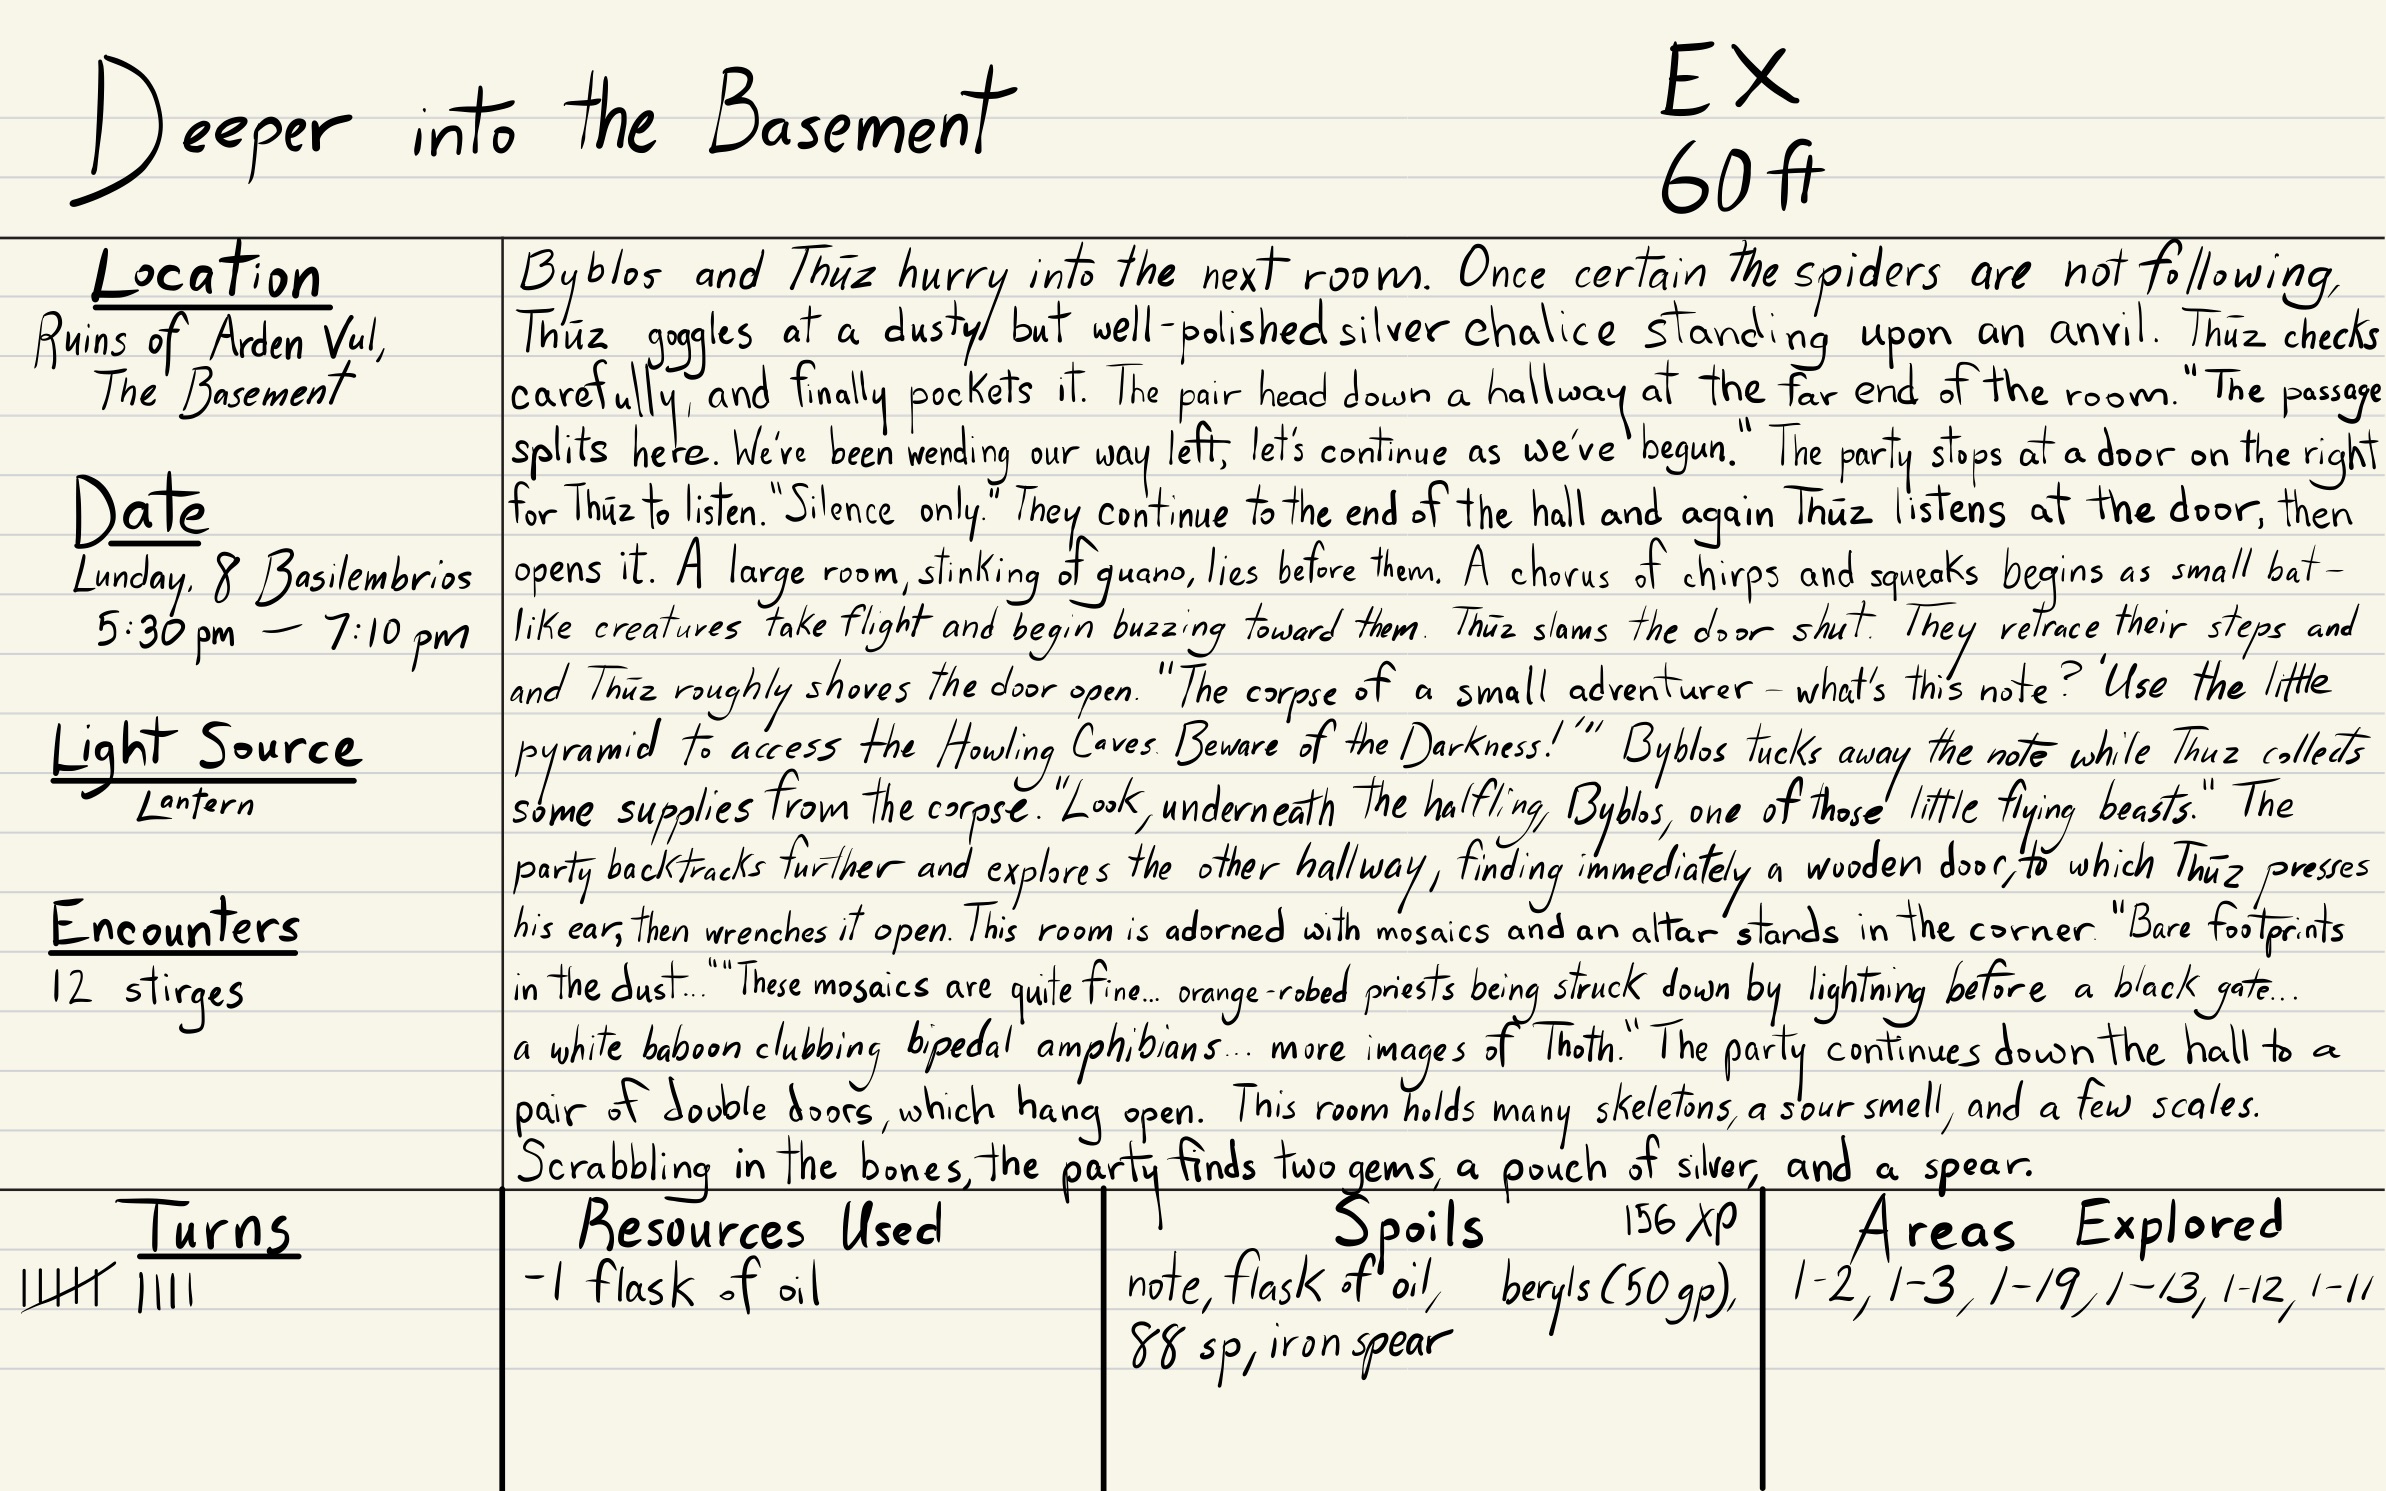 Deeper into the Basement
EX
60 ft
Location
Ruins of Arden Vul,
The Basement
Date
Lunday, 8 Basilembrios
5:30 pm — 7:10 pm
Light Source
Lantern
Encounters
12 stirges
Byblos and Thūz hurry into the next room. Once certain the spiders are not following,
Thūz goggles at a dusty but well-polished silver chalice standing upon an anvil. Thūz checks
carefully, and finally pockets it. The pair head down a hallway at the far end of the room. "The passage
splits here. We've been wending our way left, let's continue as we've begun." The party stops at a door on the right
for Thūz to listen. "Silence only." They continue to the end of the hall and again Thūz listens at the door, then
opens it. A large room, stinking of guano, lies before them. A chorus of chirps and squeaks begins as small bat-
like creatures take flight and begin buzzing toward them. Thūz slams the door shut. They retrace their steps and
and Thūz roughly shoves the door open. "The corpse of a small adventurer – what's this note? 'Use the little
pyramid to access the Howling Caves. Beware of the Darkness!'" Byblos tucks away the note while Thuz collects
some supplies from the corpse. "Look, underneath the halfling, Byblos, one of those little flying beasts." The
party backtracks further and explores the other hallway, finding immediately a wooden door, to which Thūz presses
his ear, then wrenches it open. This room is adorned with mosaics and an altar stands in the corner. "Bare footprints
in the dust..." "These mosaics are quite fine... orange-robed priests being struck down by lightning before a black gate...
a white baboon clubbing bipedal amphibians... more images of Thoth." The party continues down the hall to a
pair of double doors, which hang open. This room holds many skeletons, a sour smell, and a few scales.
Scrabbling in the bones, the party finds two gems, a pouch of silver, and a spear.
Turns
Resources Used
-1 flask of oil
Spoils 156 XP
note, flask of oil, beryls (50 gp),
88 sp, iron spear
Areas Explored
1-2, 1-3, 1-19, 1-13, 1-12, 1-11